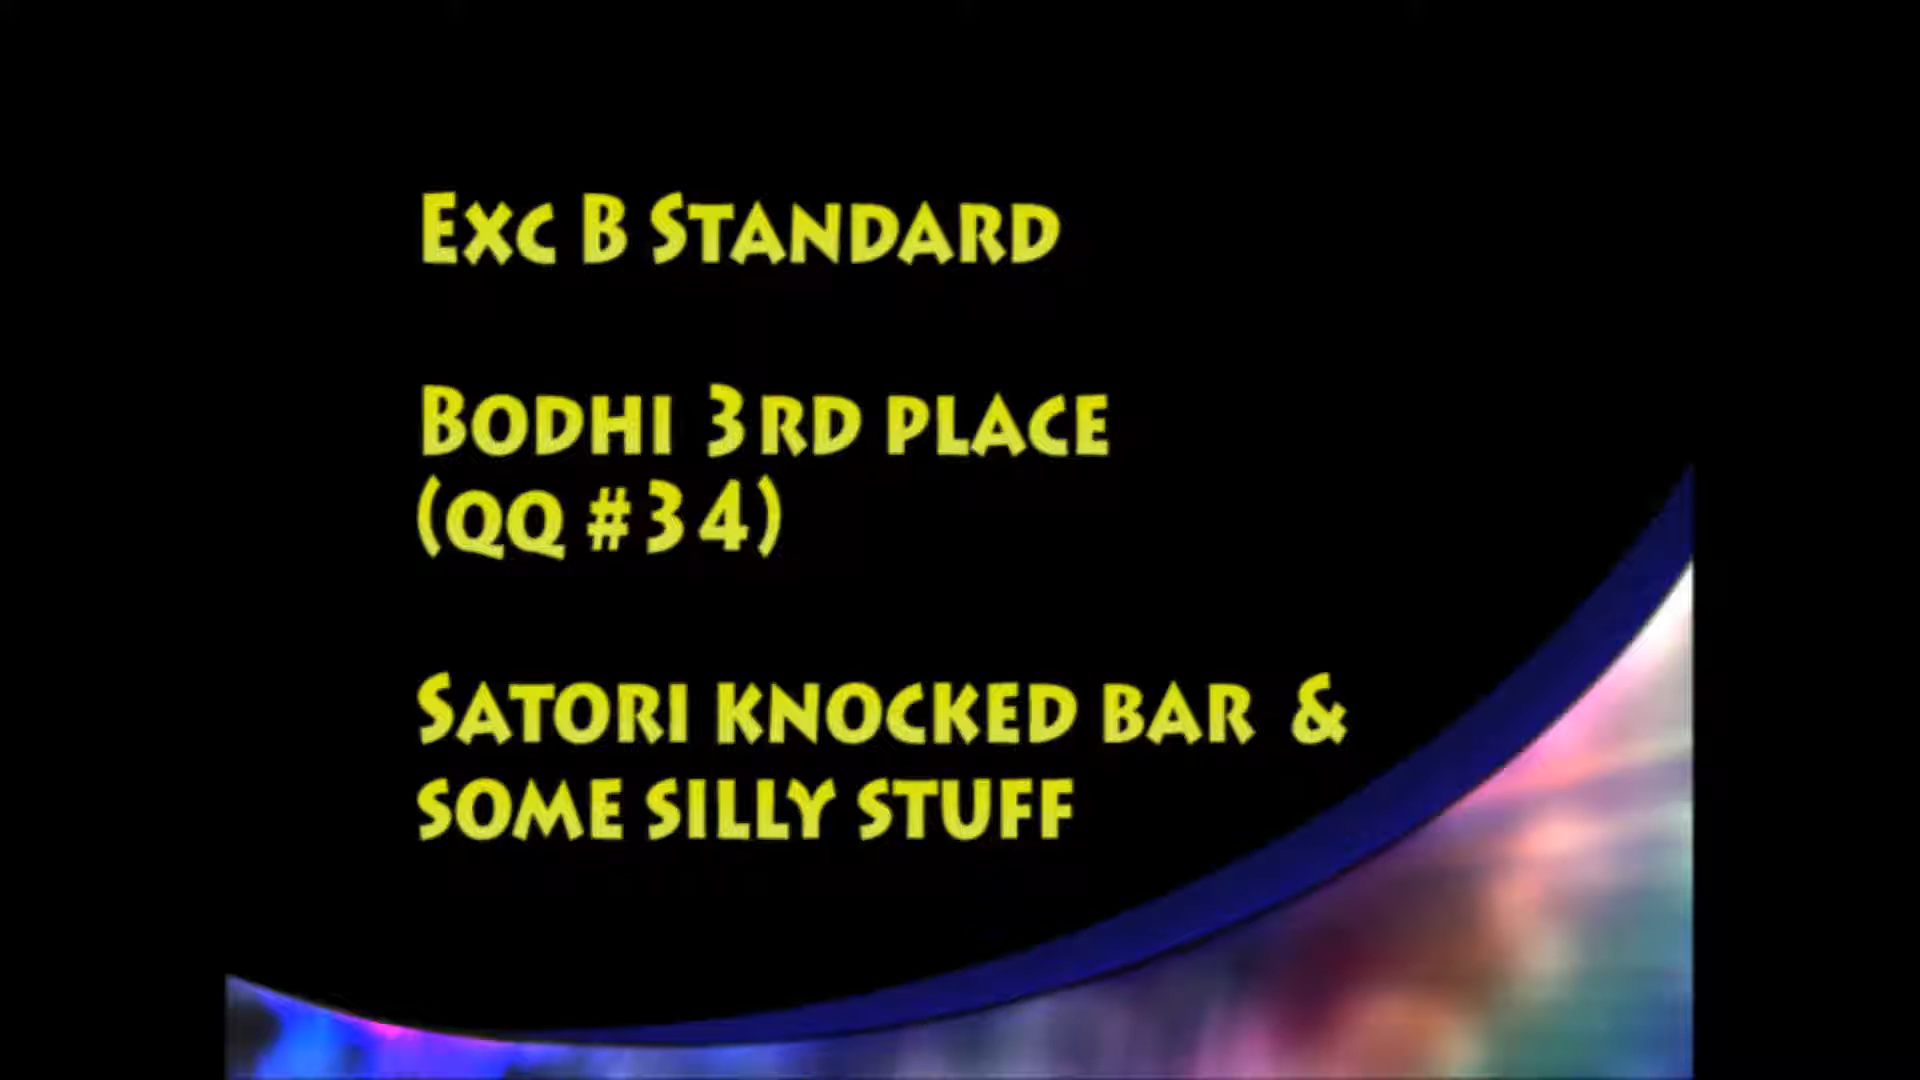 Exc B Standard
Bodhi 3rd place
(QQ #34)
Satori knocked bar &
some silly stuff